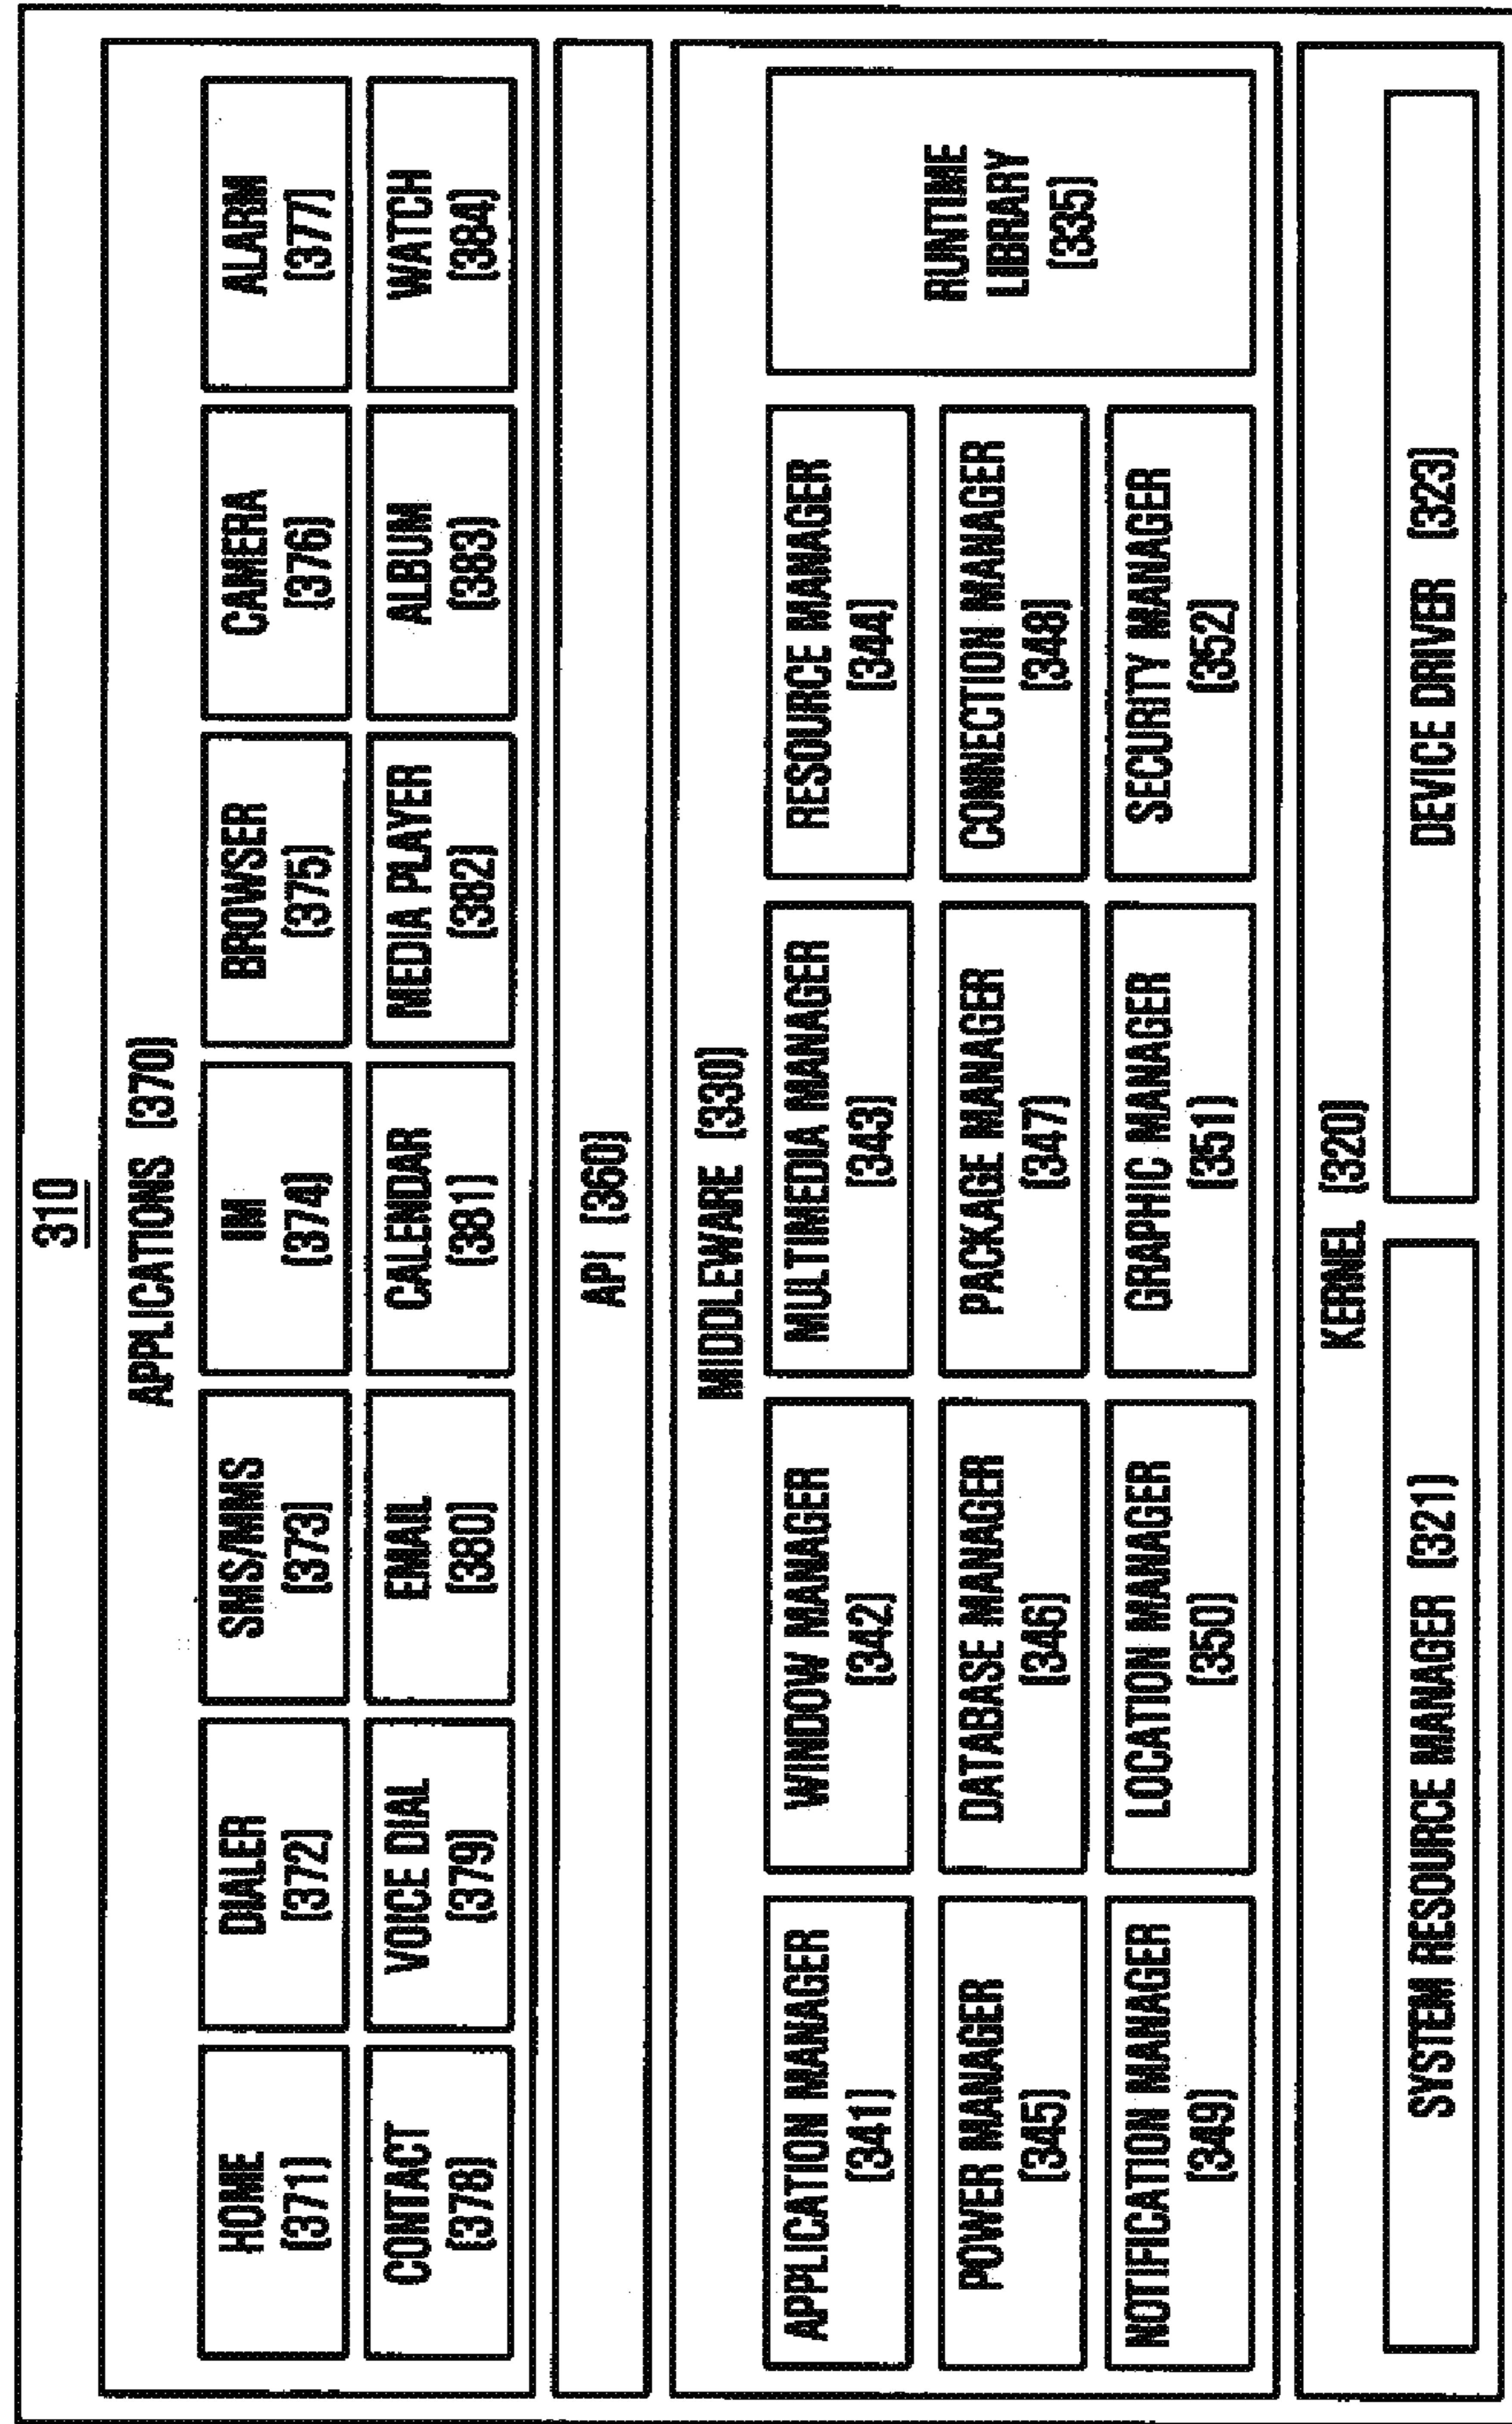 310
APPLICATIONS (370)
HOME
(371)
DIALER
(372)
SMS/MMS
(373)
IM
(374)
BROWSER
(375)
CAMERA
(376)
ALARM
(377)
CONTACT
(378)
VOICE DIAL
(379)
EMAIL
(380)
CALENDAR
(381)
MEDIA PLAYER
(382)
ALBUM
(383)
WATCH
(384)
API (360)
MIDDLEWARE (330)
APPLICATION MANAGER
(341)
WINDOW MANAGER
(342)
MULTIMEDIA MANAGER
(343)
RESOURCE MANAGER
(344)
POWER MANAGER
(345)
DATABASE MANAGER
(346)
PACKAGE MANAGER
(347)
CONNECTION MANAGER
(348)
NOTIFICATION MANAGER
(349)
LOCATION MANAGER
(350)
GRAPHIC MANAGER
(351)
SECURITY MANAGER
(352)
RUNTIME
LIBRARY
(335)
KERNEL (320)
SYSTEM RESOURCE MANAGER (321)
DEVICE DRIVER (323)